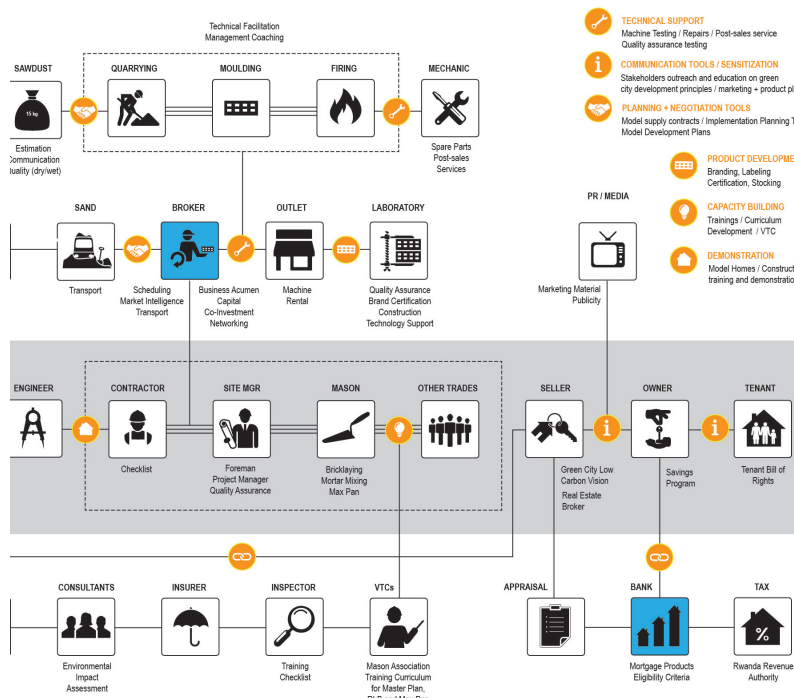 Technical Facilitation
Management Coaching
SAWDUST
QUARRYING
MOULDING
FIRING
MECHANIC
15 kg
Estimation
Communication
Quality (dry/wet)
Spare Parts
Post-sales
Services
TECHNICAL SUPPORT
Machine Testing / Repairs / Post-sales service
Quality assurance testing
COMMUNICATION TOOLS / SENSITIZATION
Stakeholders outreach and education on green
city development principles / marketing + product pl
PLANNING + NEGOTIATION TOOLS
Model supply contracts / Implementation Planning T
Model Development Plans
PRODUCT DEVELOPME
Branding, Labeling
Certification, Stocking
CAPACITY BUILDING
Trainings / Curriculum
Development / VTC
DEMONSTRATION
Model Homes / Construct
training and demonstratio
SAND
BROKER
OUTLET
LABORATORY
PR / MEDIA
Transport
Scheduling
Market Intelligence
Transport
Business Acumen
Capital
Co-Investment
Networking
Machine
Rental
Quality Assurance
Brand Certification
Construction
Technology Support
Marketing Material
Publicity
ENGINEER
CONTRACTOR
SITE MGR
MASON
OTHER TRADES
SELLER
OWNER
TENANT
Checklist
Foreman
Project Manager
Quality Assurance
Bricklaying
Mortar Mixing
Max Pan
Green City Low
Carbon Vision
Real Estate
Broker
Savings
Program
Tenant Bill of
Rights
CONSULTANTS
INSURER
INSPECTOR
VTCs
APPRAISAL
BANK
TAX
%
Environmental
Impact
Assessment
Training
Checklist
Mason Association
Training Curriculum
for Master Plan,
Mortgage Products
Eligibility Criteria
Rwanda Revenue
Authority